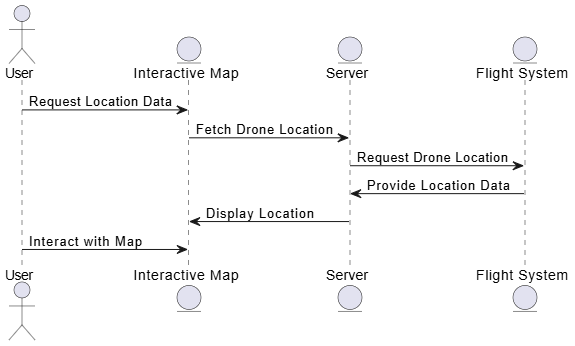 User Interactive Map Server Flight System
Request Location Data
Fetch Drone Location
Request Drone Location
Provide Location Data
Display Location
Interact with Map
User Interactive Map Server Flight System